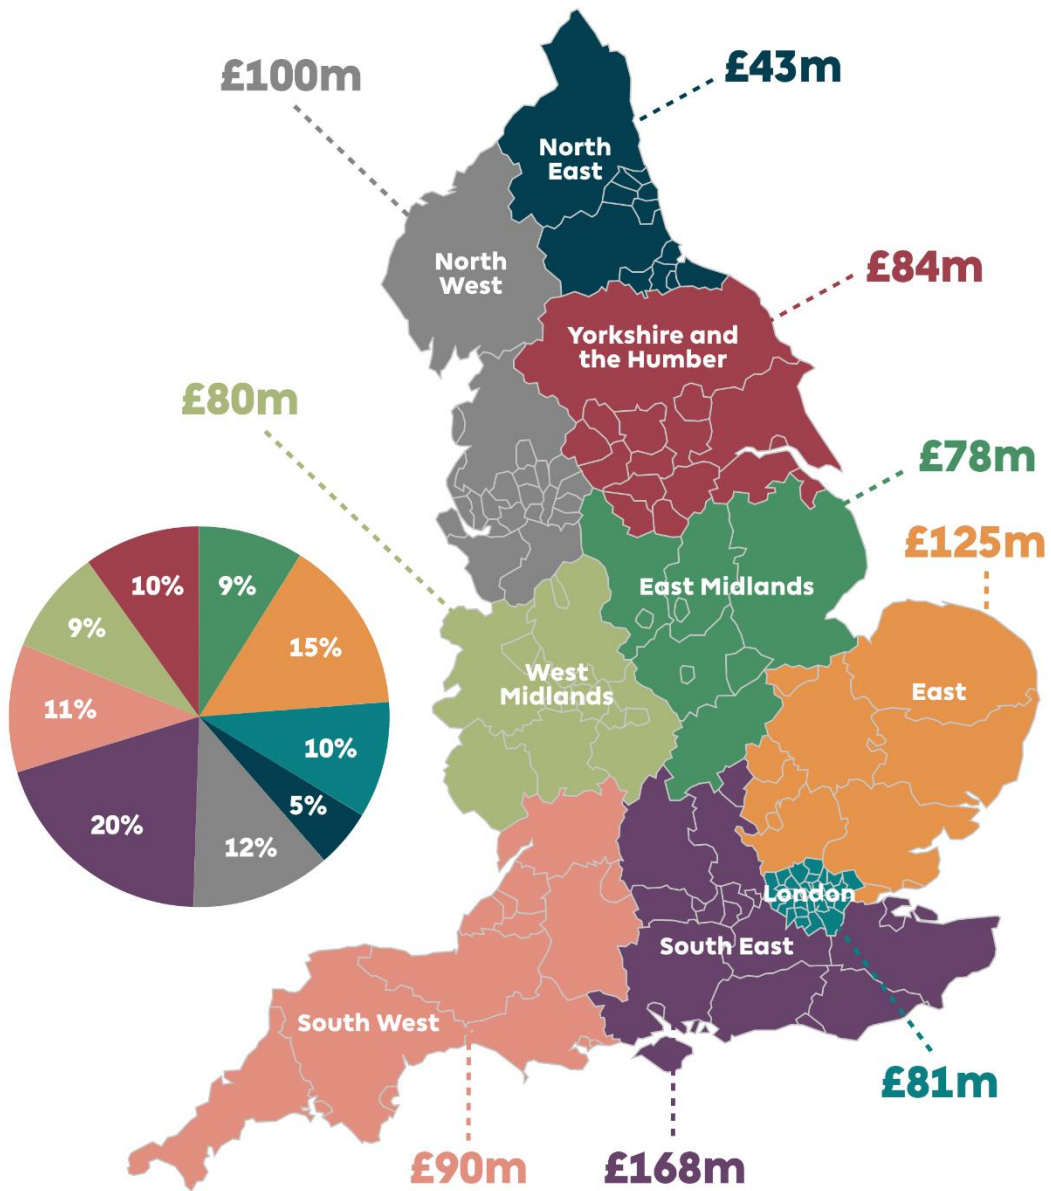 £100m
£43m
North
East
North
West
£84m
Yorkshire and
the Humber
£80m
£78m
£125m
East Midlands
West
Midlands
East
10%
9%
9%
15%
11%
10%
5%
20%
12%
London
South East
South West
£81m
£90m
£168m